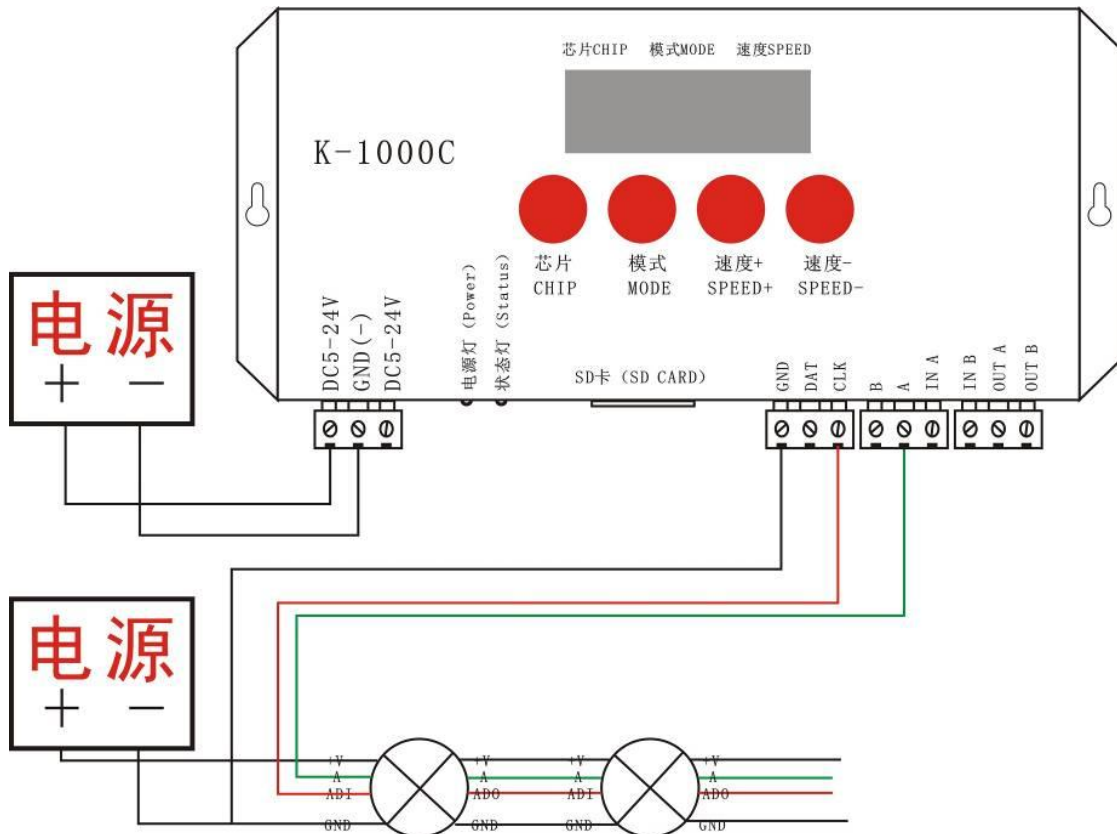 芯片CHIP 模式MODE 速度SPEED
K-1000C
芯片 模式 速度+ 速度-
CHIP MODE SPEED+ SPEED-
电源
+ -
DC5-24V
GND(-)
DC5-24V
电源灯(Power)
状态灯(Status)
SD卡 (SD CARD)
GND
DAT
CLK
B
A
IN A
IN B
OUT A
OUT B
电源
+ -
+V +V +V +V
A A A A
ADI ADO ADI ADO
GND GND GND GND